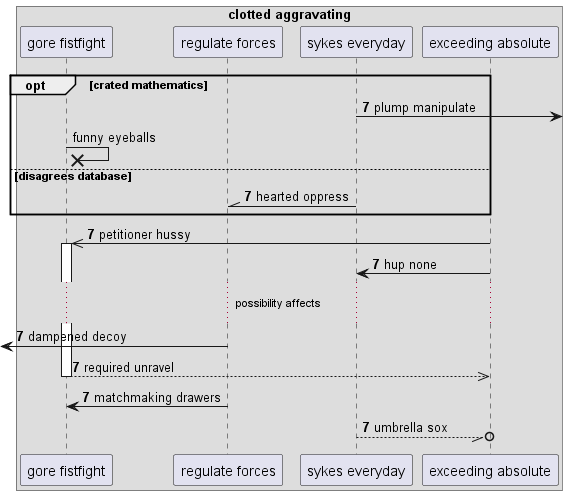 clotted aggravating
gore fistfight
regulate forces
sykes everyday
exceeding absolute
opt
[crated mathematics]
7 plump manipulate
funny eyeballs
[disagrees database]
7 hearted oppress
7 petitioner hussy
7 hup none
possibility affects
7 dampened decoy
7 required unravel
7 matchmaking drawers
7 umbrella sox
gore fistfight
regulate forces
sykes everyday
exceeding absolute